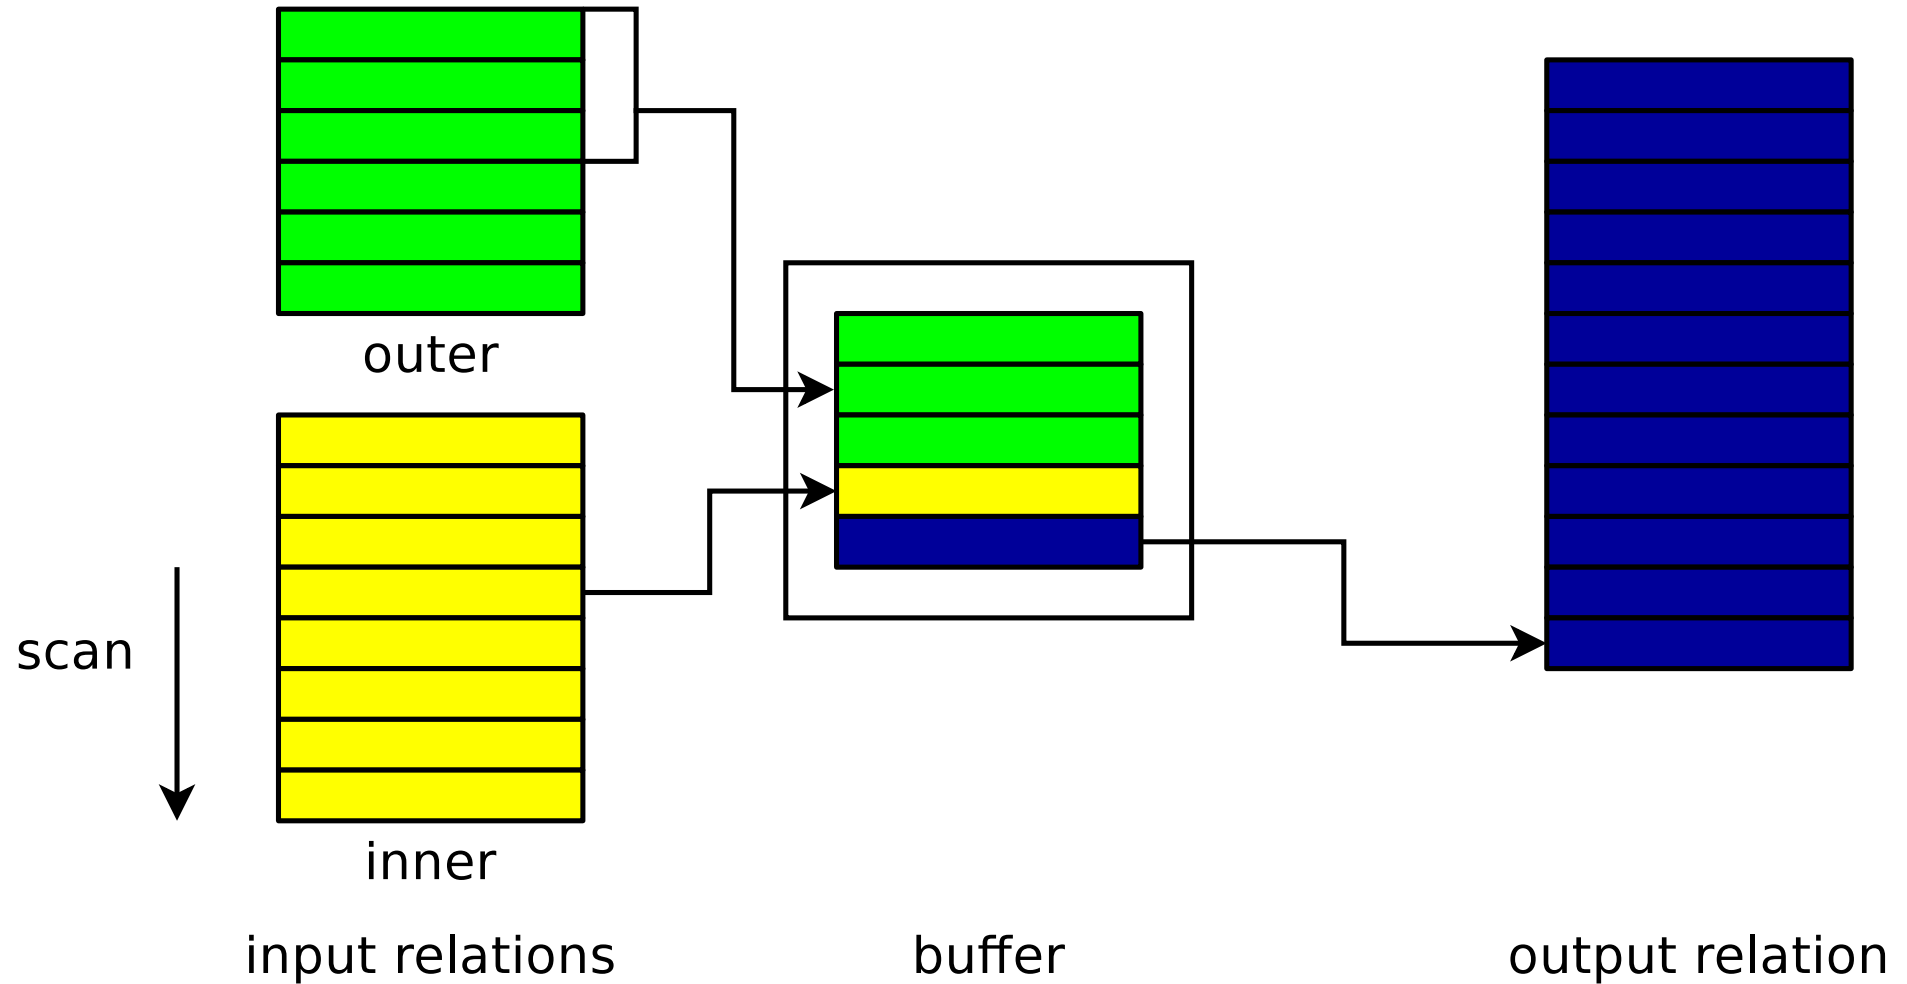 outer
scan
inner
input relations
buffer
output relation